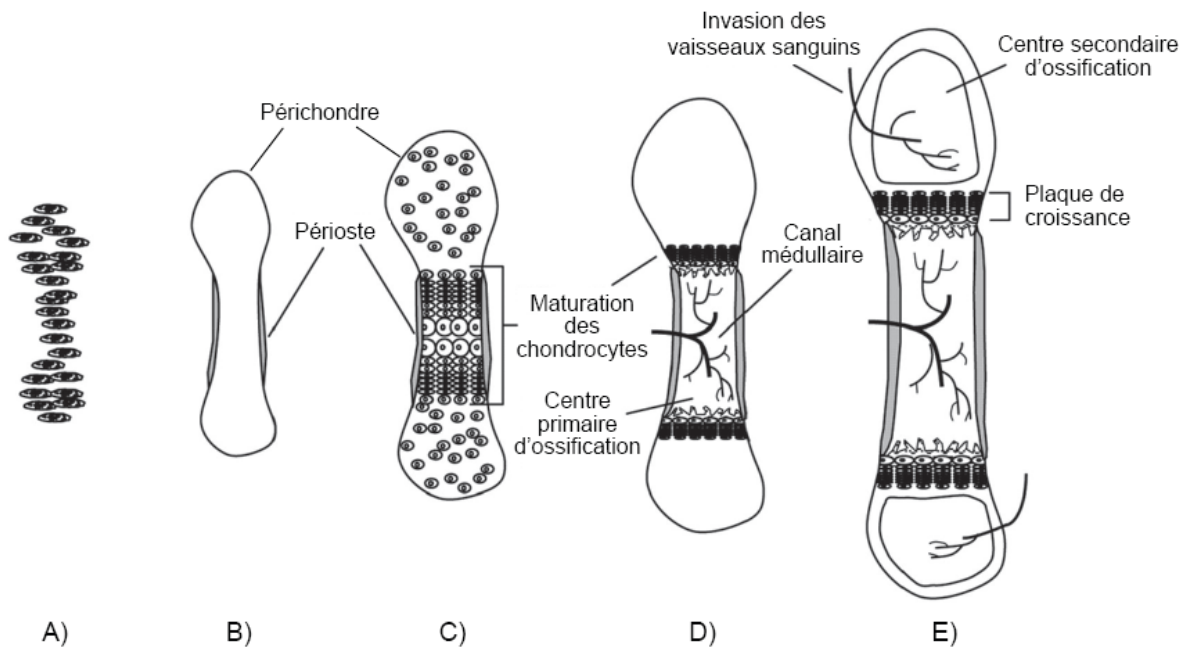 Invasion des
vaisseaux sanguins
Centre secondaire
d'ossification
Périchondre
Périoste
Plaque de
croissance
Canal
médullaire
Maturation
des
chondrocytes
Centre
primaire
d'ossification
A)
B)
C)
D)
E)